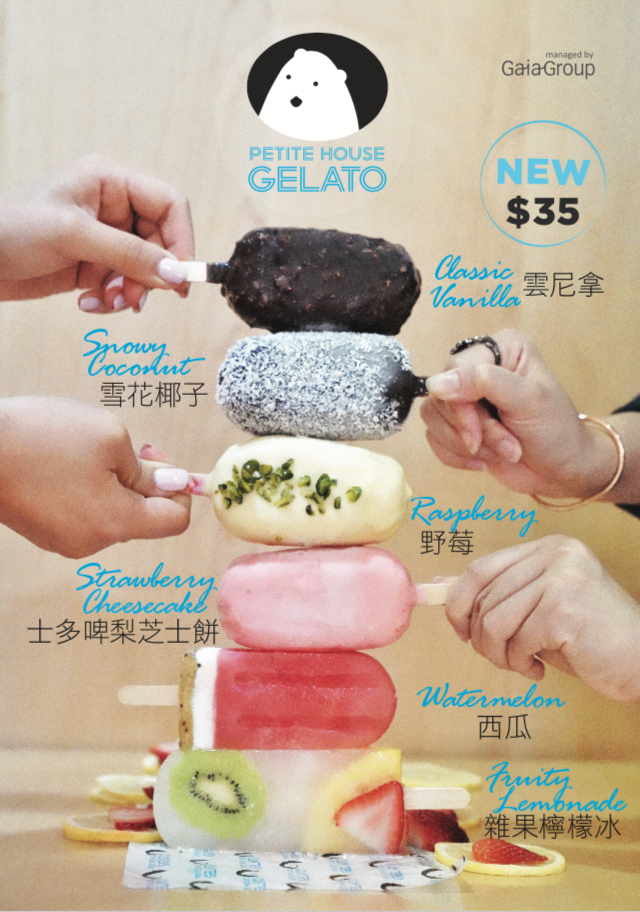 managed by
GaiaGroup
PETITE HOUSE
GELATO
NEW
$35
Classic
Vanilla
雲尼拿
Snowy
Coconut
雪花椰子
Raspberry
野莓
Strawberry
Cheesecake
士多啤梨芝士餅
Watermelon
西瓜
Fruity
Lemonade
雜果檸檬冰